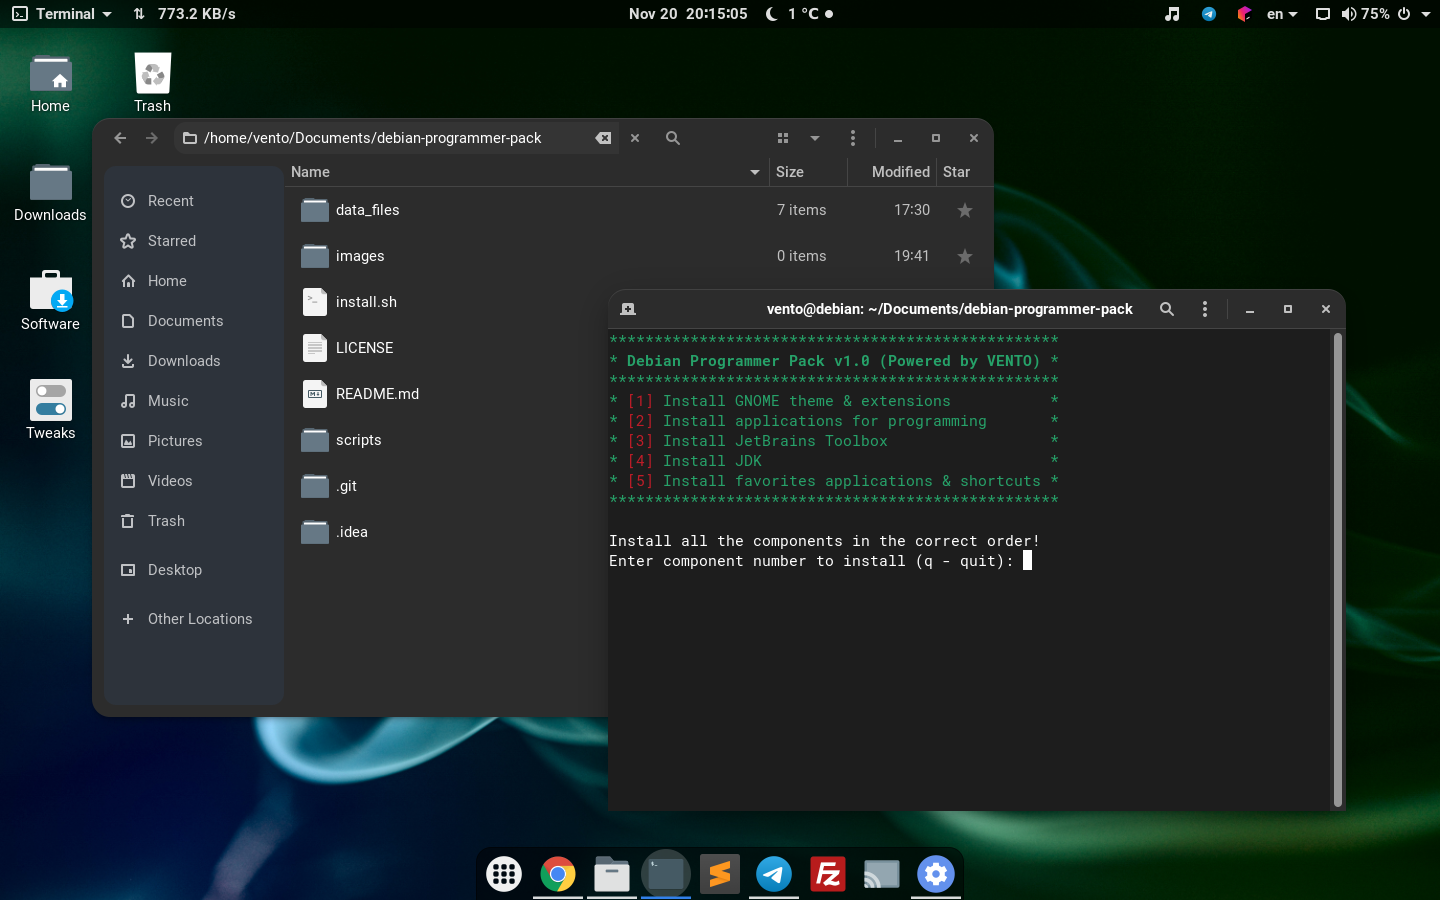 Terminal 773.2 KB/s Nov 20 20:15:05 1 °C en 75%
Home
Trash
Downloads
Software
Tweaks
/home/vento/Documents/debian-programmer-pack
Recent
Starred
Home
Documents
Downloads
Music
Pictures
Videos
Trash
Desktop
Other Locations
Name Size Modified Star
data_files 7 items 17:30
images 0 items 19:41
install.sh
LICENSE
README.md
scripts
.git
.idea
vento@debian: ~/Documents/debian-programmer-pack
**************************************************
* Debian Programmer Pack v1.0 (Powered by VENTO) *
**************************************************
* [1] Install GNOME theme & extensions           *
* [2] Install applications for programming       *
* [3] Install JetBrains Toolbox                  *
* [4] Install JDK                                *
* [5] Install favorites applications & shortcuts *
**************************************************
Install all the components in the correct order!
Enter component number to install (q - quit):